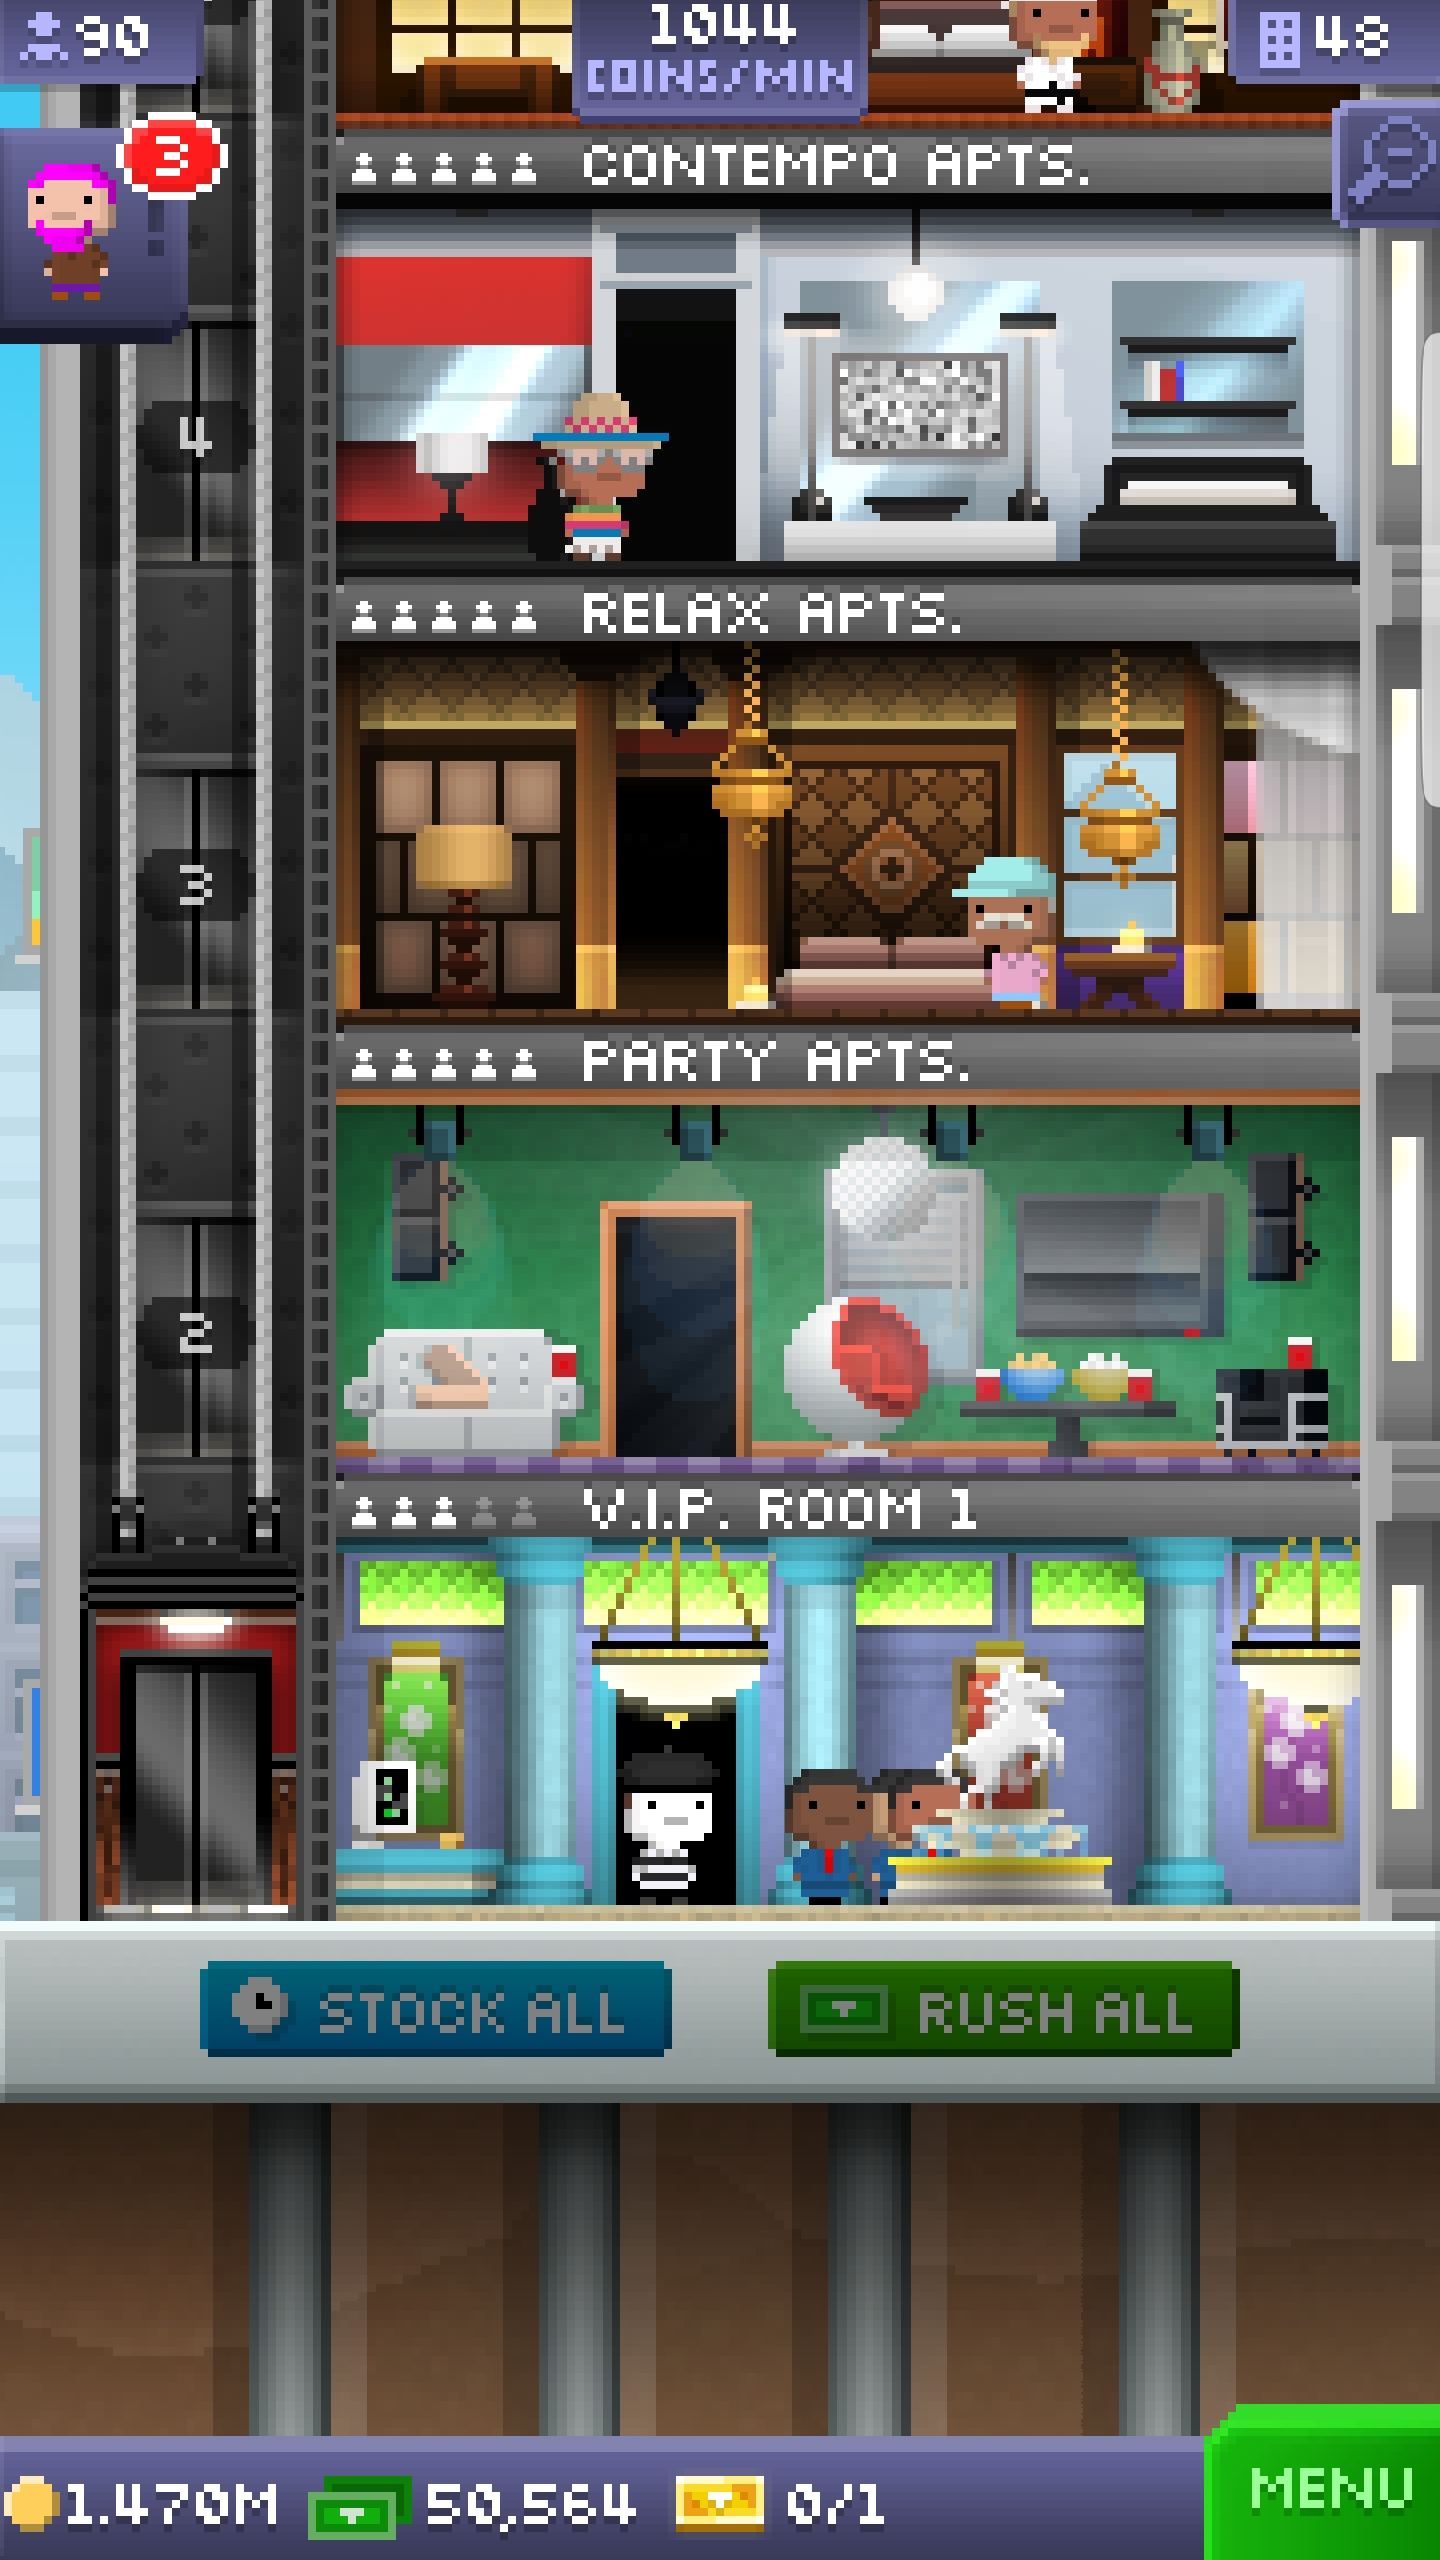 90
1044
COINS/MIN
48
3
CONTEMPO APTS.
4
RELAX APTS.
3
PARTY APTS.
2
V.I.P. ROOM 1
STOCK ALL
RUSH ALL
1.470M
50,564
0/1
MENU